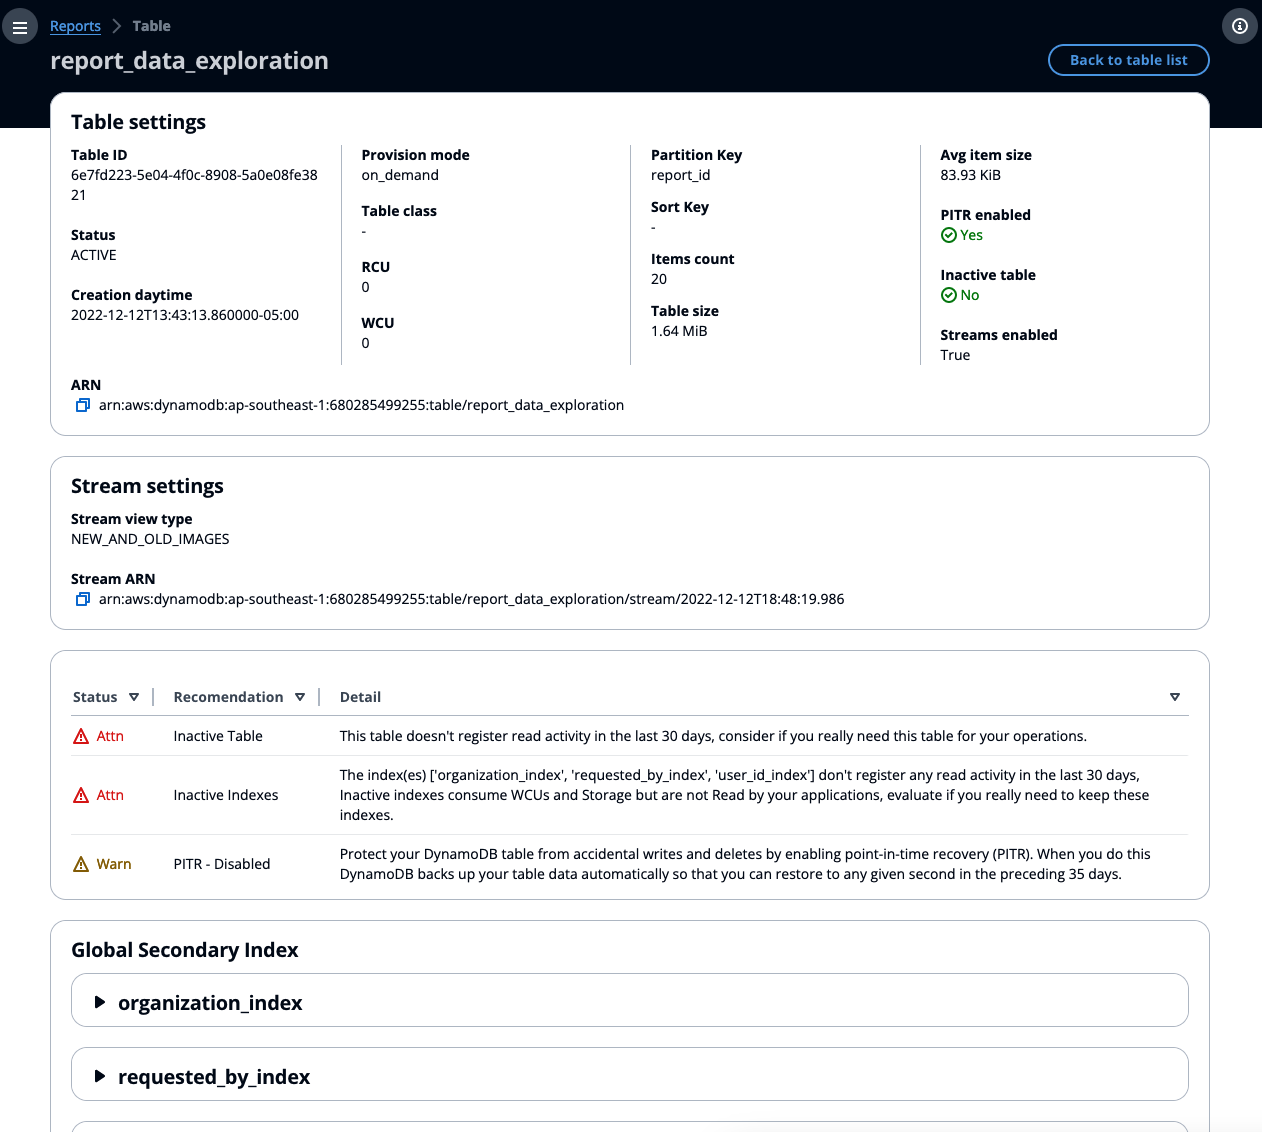 Reports > Table
report_data_exploration
Back to table list
Table settings
Table ID
6e7fd223-5e04-4f0c-8908-5a0e08fe38
21
Status
ACTIVE
Creation daytime
2022-12-12T13:43:13.860000-05:00
Provision mode
on_demand
Table class
-
RCU
0
WCU
0
Partition Key
report_id
Sort Key
-
Items count
20
Table size
1.64 MiB
Avg item size
83.93 KiB
PITR enabled
Yes
Inactive table
No
Streams enabled
True
ARN
arn:aws:dynamodb:ap-southeast-1:680285499255:table/report_data_exploration
Stream settings
Stream view type
NEW_AND_OLD_IMAGES
Stream ARN
arn:aws:dynamodb:ap-southeast-1:680285499255:table/report_data_exploration/stream/2022-12-12T18:48:19.986
Status Recomendation Detail
Attn Inactive Table This table doesn't register read activity in the last 30 days, consider if you really need this table for your operations.
The index(es) ['organization_index', 'requested_by_index', 'user_id_index'] don't register any read activity in the last 30 days,
Attn Inactive Indexes Inactive indexes consume WCUs and Storage but are not Read by your applications, evaluate if you really need to keep these
indexes.
Warn PITR - Disabled Protect your DynamoDB table from accidental writes and deletes by enabling point-in-time recovery (PITR). When you do this
DynamoDB backs up your table data automatically so that you can restore to any given second in the preceding 35 days.
Global Secondary Index
organization_index
requested_by_index